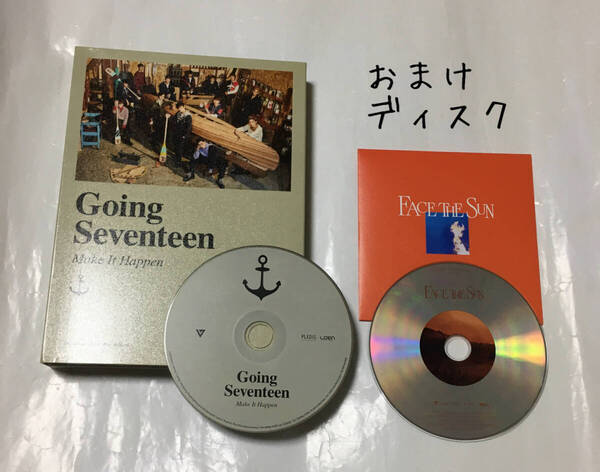 Going
Seventeen
Make It Happen
おまけ
ディスク
FACE THE SUN
PLEDIS
Going
Seventeen
Make It Happen
FACE THE SUN